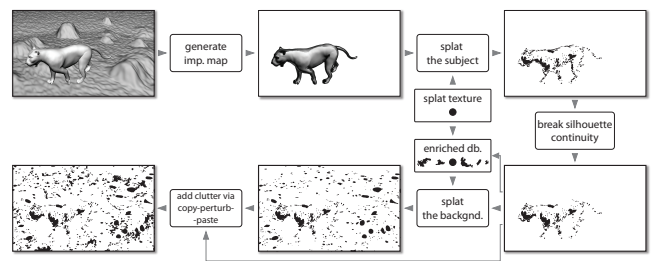 generate
imp. map
splat
the subject
splat texture
break silhouette
continuity
enriched db.
add clutter via
copy-perturb-
-paste
splat
the backgnd.